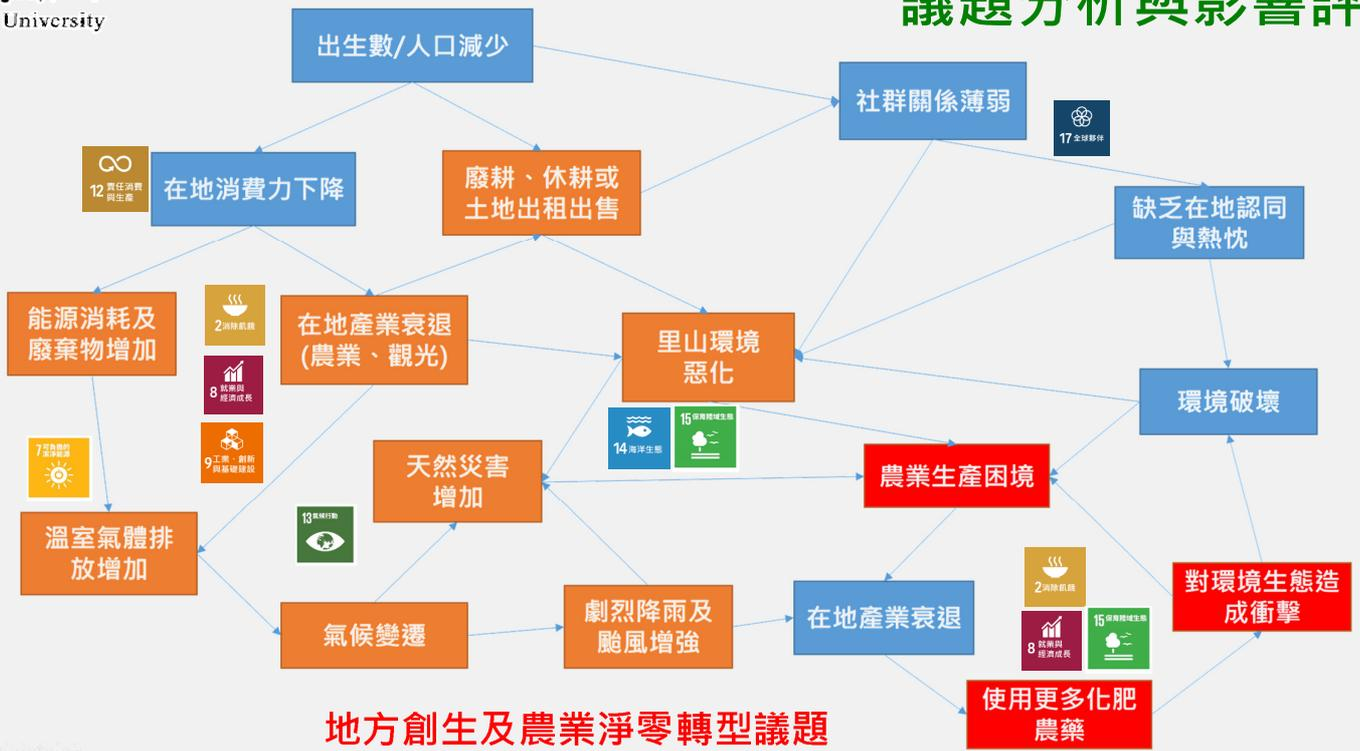 University
議題分析與影響評
出生數/人口減少
社群關係薄弱
17 全球夥伴
12 責任消費
與生產
在地消費力下降
廢耕、休耕或
土地出租出售
缺乏在地認同
與熱忱
能源消耗及
廢棄物增加
2 消除飢餓
在地產業衰退
(農業、觀光)
里山環境
惡化
8 就業與
經濟成長
環境破壞
14 海洋生態
15 保育陸域生態
9 工業、創新
與基礎建設
7 可負擔的
潔淨能源
天然災害
增加
農業生產困境
13 氣候行動
溫室氣體排
放增加
2 消除飢餓
對環境生態造
成衝擊
氣候變遷
劇烈降雨及
颱風增強
在地產業衰退
8 就業與
經濟成長
15 保育陸域生態
使用更多化肥
農藥
地方創生及農業淨零轉型議題